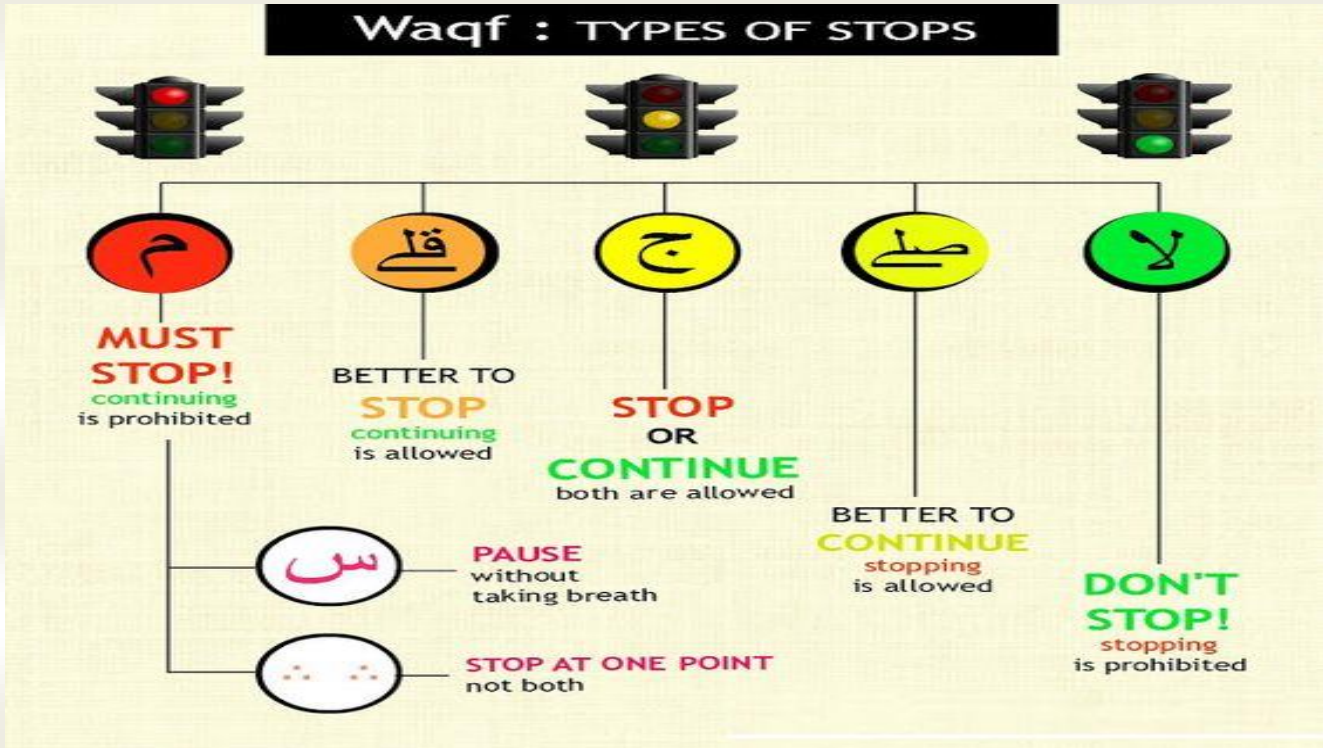 Waqf : TYPES OF STOPS
م
قلے
ج
صلے
لا
MUST
STOP!
continuing
is prohibited
BETTER TO
STOP
continuing
is allowed
STOP
OR
CONTINUE
both are allowed
BETTER TO
CONTINUE
stopping
is allowed
DON'T
STOP!
stopping
is prohibited
س
PAUSE
without
taking breath
∴ ∴
STOP AT ONE POINT
not both